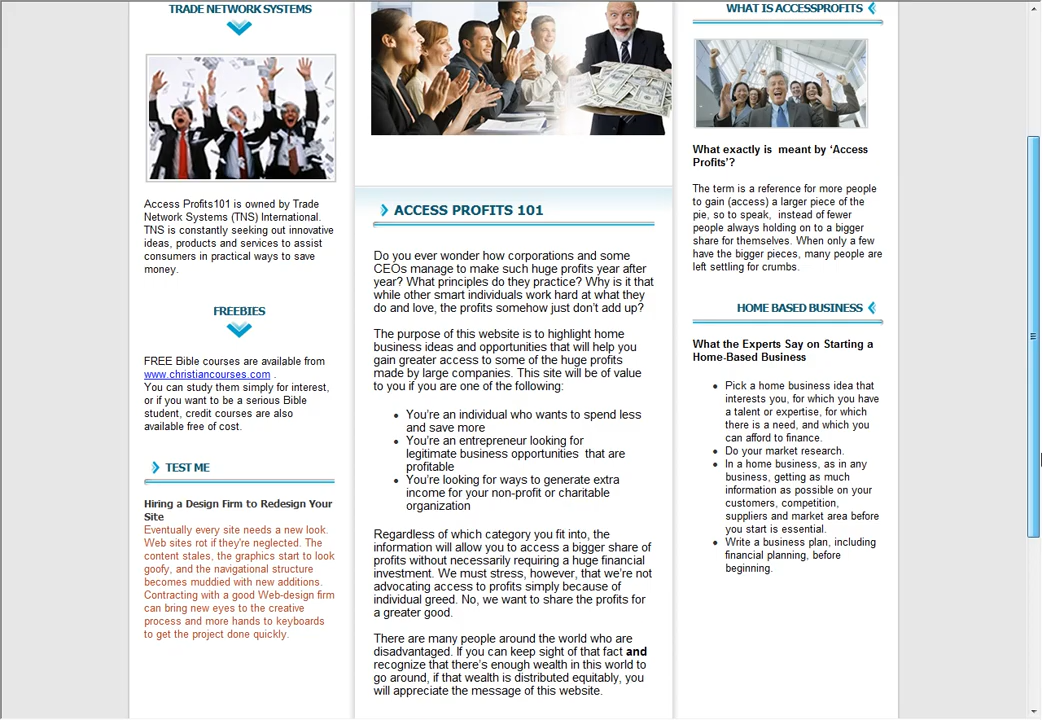 TRADE NETWORK SYSTEMS
Access Profits101 is owned by Trade
Network Systems (TNS) International.
TNS is constantly seeking out innovative
ideas, products and services to assist
consumers in practical ways to save
money.
FREEBIES
FREE Bible courses are available from
www.christiancourses.com .
You can study them simply for interest,
or if you want to be a serious Bible
student, credit courses are also
available free of cost.
TEST ME
Hiring a Design Firm to Redesign Your
Site
Eventually every site needs a new look.
Web sites rot if they're neglected. The
content stales, the graphics start to look
goofy, and the navigational structure
becomes muddied with new additions.
Contracting with a good Web-design firm
can bring new eyes to the creative
process and more hands to keyboards
to get the project done quickly.
ACCESS PROFITS 101
Do you ever wonder how corporations and some
CEOs manage to make such huge profits year after
year? What principles do they practice? Why is it that
while other smart individuals work hard at what they
do and love, the profits somehow just don't add up?
The purpose of this website is to highlight home
business ideas and opportunities that will help you
gain greater access to some of the huge profits
made by large companies. This site will be of value
to you if you are one of the following:
You're an individual who wants to spend less
and save more
You're an entrepreneur looking for
legitimate business opportunities that are
profitable
You're looking for ways to generate extra
income for your non-profit or charitable
organization
Regardless of which category you fit into, the
information will allow you to access a bigger share of
profits without necessarily requiring a huge financial
investment. We must stress, however, that we're not
advocating access to profits simply because of
individual greed. No, we want to share the profits for
a greater good.
There are many people around the world who are
disadvantaged. If you can keep sight of that fact and
recognize that there's enough wealth in this world to
go around, if that wealth is distributed equitably, you
will appreciate the message of this website.
WHAT IS ACCESSPROFITS
What exactly is meant by ‘Access
Profits’?
The term is a reference for more people
to gain (access) a larger piece of the
pie, so to speak, instead of fewer
people always holding on to a bigger
share for themselves. When only a few
have the bigger pieces, many people are
left settling for crumbs.
HOME BASED BUSINESS
What the Experts Say on Starting a
Home-Based Business
Pick a home business idea that
interests you, for which you have
a talent or expertise, for which
there is a need, and which you
can afford to finance.
Do your market research.
In a home business, as in any
business, getting as much
information as possible on your
customers, competition,
suppliers and market area before
you start is essential.
Write a business plan, including
financial planning, before
beginning.